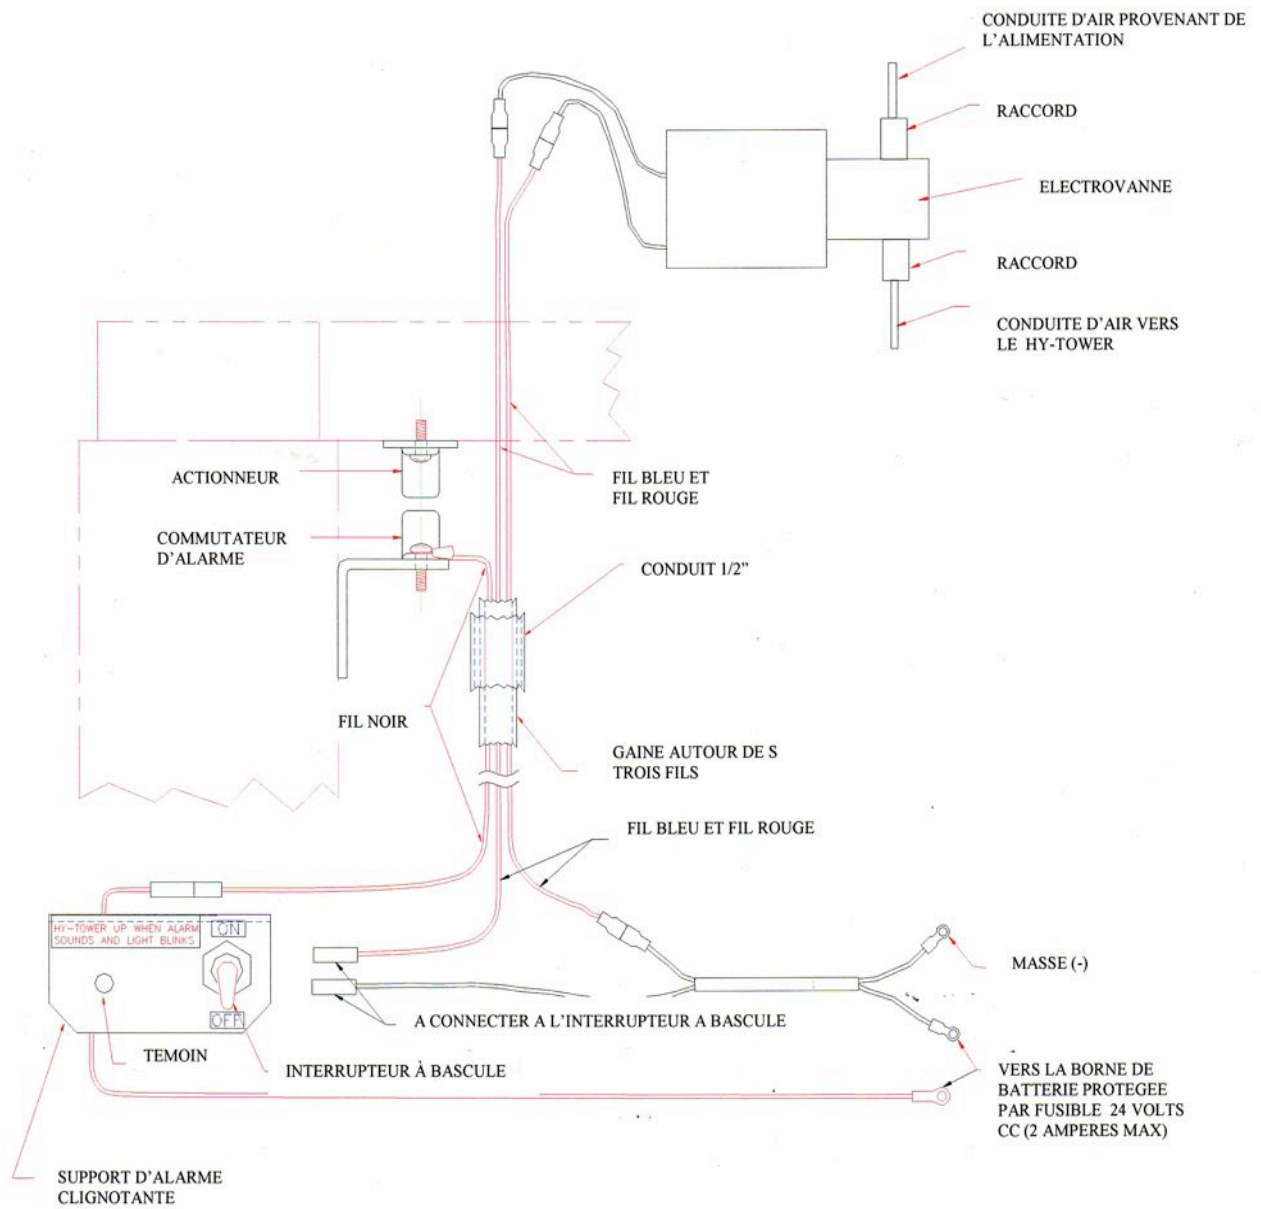 CONDUITE D'AIR PROVENANT DE
L'ALIMENTATION
RACCORD
ELECTROVANNE
RACCORD
CONDUITE D'AIR VERS
LE HY-TOWER
ACTIONNEUR
FIL BLEU ET
FIL ROUGE
COMMUTATEUR
D'ALARME
CONDUIT 1/2"
FIL NOIR
GAINE AUTOUR DE S
TROIS FILS
FIL BLEU ET FIL ROUGE
HY-TOWER UP WHEN ALARM
SOUNDS AND LIGHT BLINKS
ON
OFF
MASSE (-)
A CONNECTER A L'INTERRUPTEUR A BASCULE
TEMOIN
INTERRUPTEUR À BASCULE
VERS LA BORNE DE
BATTERIE PROTEGEE
PAR FUSIBLE 24 VOLTS
CC (2 AMPERES MAX)
SUPPORT D'ALARME
CLIGNOTANTE